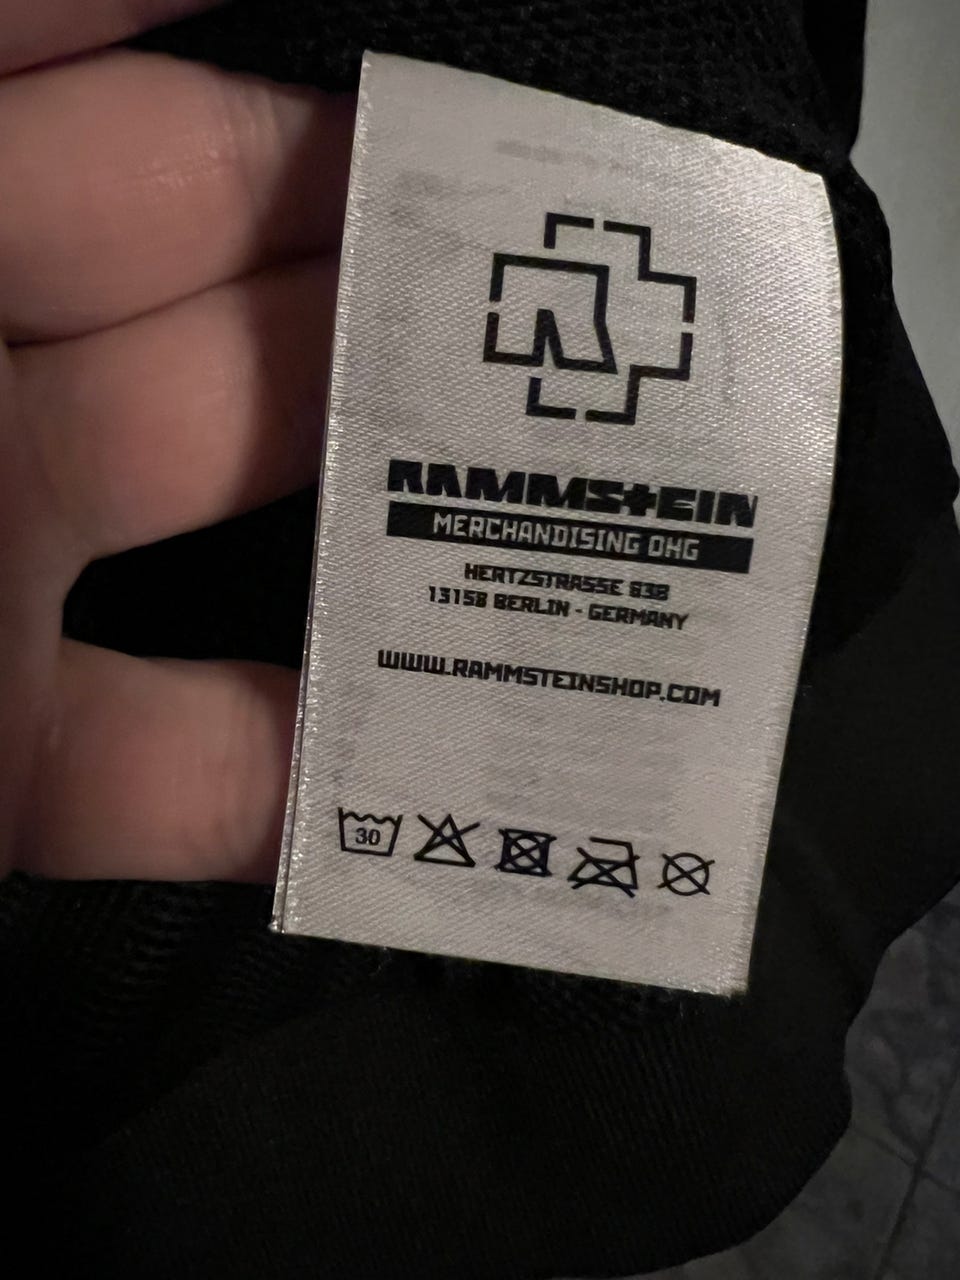 RAMMSTEIN
MERCHANDISING OHG
HERTZSTRASSE 63B
13158 BERLIN - GERMANY
WWW.RAMMSTEINSHOP.COM
30